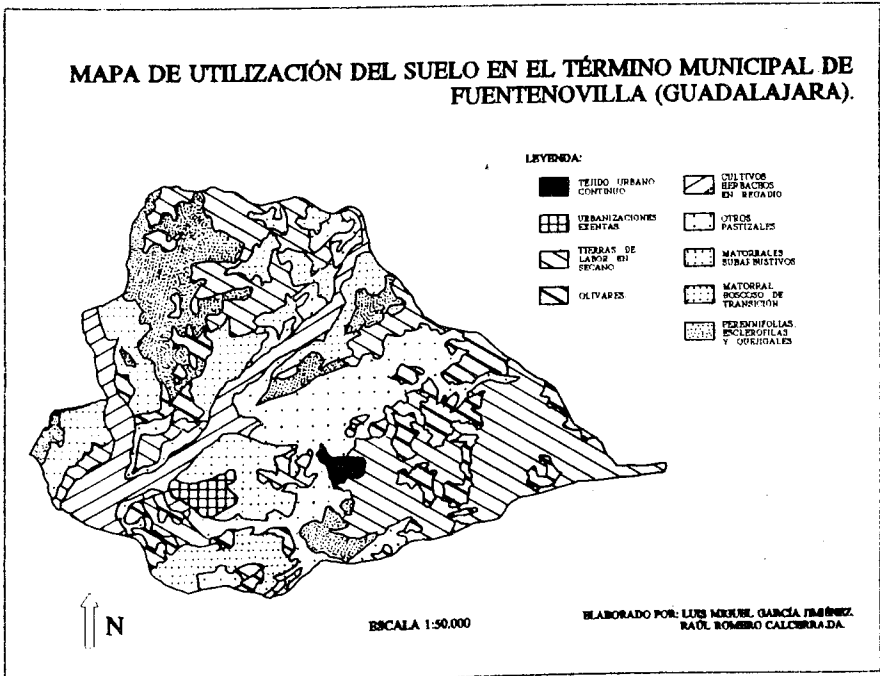 MAPA DE UTILIZACIÓN DEL SUELO EN EL TÉRMINO MUNICIPAL DE
FUENTENOVILLA (GUADALAJARA).
LEYENDA:
TEJIDO URBANO
CONTINUO
URBANIZACIONES
EXENTAS
TIERRAS DE
LABOR EN
SECANO
OLIVARES
CULTIVOS
HERBACEOS
EN REGADIO
OTROS
PASTIZALES
MATORRALES
SUBARBUSTIVOS
MATORRAL
BOSCOSO DE
TRANSICION
PERENNIFOLIAS
ESCLEROFILAS
Y QUEJIGALES
N
ESCALA 1:50.000
ELABORADO POR: LUIS MIGUEL GARCÍA JIMÉNEZ.
RAÚL ROMERO CALCERRADA.